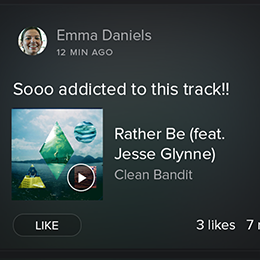 Emma Daniels
12 MIN AGO
Sooo addicted to this track!!
Rather Be (feat.
Jesse Glynne)
Clean Bandit
LIKE
3 likes 7